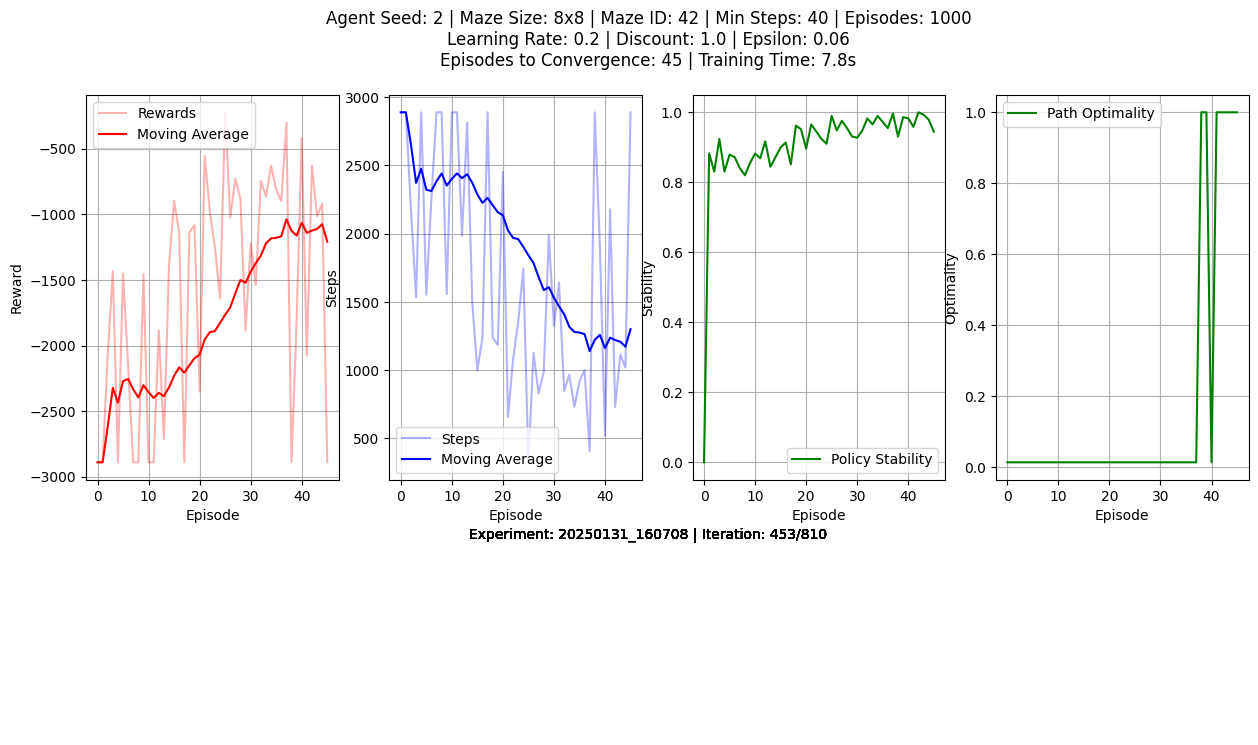 Agent Seed: 2 | Maze Size: 8x8 | Maze ID: 42 | Min Steps: 40 | Episodes: 1000
Learning Rate: 0.2 | Discount: 1.0 | Epsilon: 0.06
Episodes to Convergence: 45 | Training Time: 7.8s
Rewards
Moving Average
Reward
−500
−1000
−1500
−2000
−2500
−3000
0 10 20 30 40
Episode
Steps
3000
2500
2000
1500
1000
500
Steps
Moving Average
0 10 20 30 40
Episode
Stability
1.0
0.8
0.6
0.4
0.2
0.0
Policy Stability
0 10 20 30 40
Episode
Path Optimality
Optimality
1.0
0.8
0.6
0.4
0.2
0.0
0 10 20 30 40
Episode
Experiment: 20250131_160708 | Iteration: 453/810